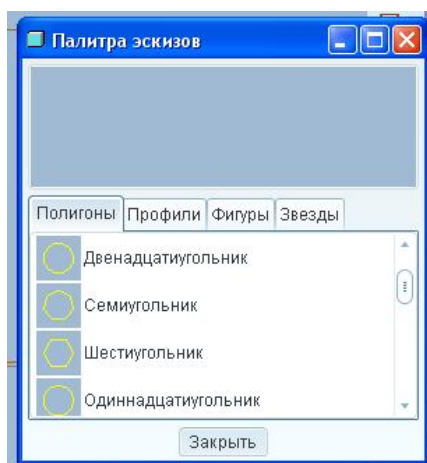 Палитра эскизов
Полигоны Профили Фигуры Звезды
Двенадцатиугольник
Семиугольник
Шестиугольник
Одиннадцатиугольник
Закрыть